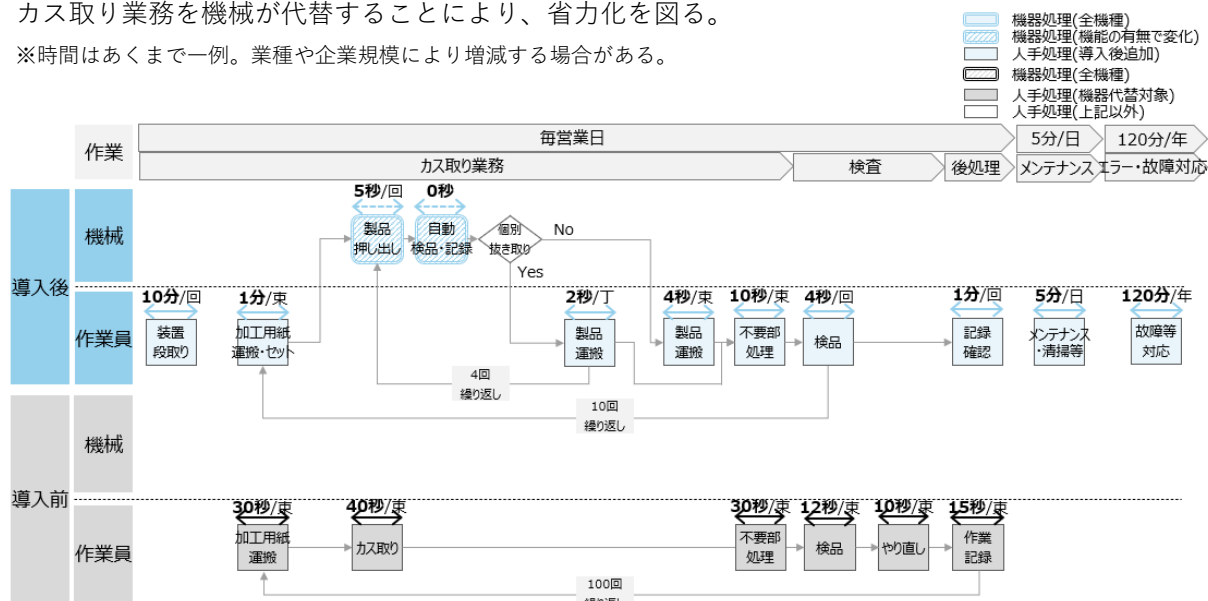 カス取り業務を機械が代替することにより、省力化を図る。
※時間はあくまで一例。業種や企業規模により増減する場合がある。
機器処理(全機種)
機器処理(機能の有無で変化)
人手処理(導入後追加)
機器処理(全機種)
人手処理(機器代替対象)
人手処理(上記以外)
作業
毎営業日
5分/日
120分/年
カス取り業務
検査
後処理
メンテナンス
エラー・故障対応
導入後
機械
5秒/回
0秒
製品
押し出し
自動
検品・記録
個別
抜き取り
No
Yes
作業員
10分/回
1分/束
2秒/丁
4秒/束
10秒/束
4秒/回
1分/回
5分/日
120分/年
装置
段取り
加工用紙
運搬・セット
製品
運搬
製品
運搬
不要部
処理
検品
記録
確認
メンテナンス
・清掃等
故障等
対応
4回
繰り返し
10回
繰り返し
導入前
機械
作業員
30秒/束
40秒/束
30秒/束
12秒/束
10秒/束
15秒/束
加工用紙
運搬
カス取り
不要部
処理
検品
やり直し
作業
記録
100回
繰り返し